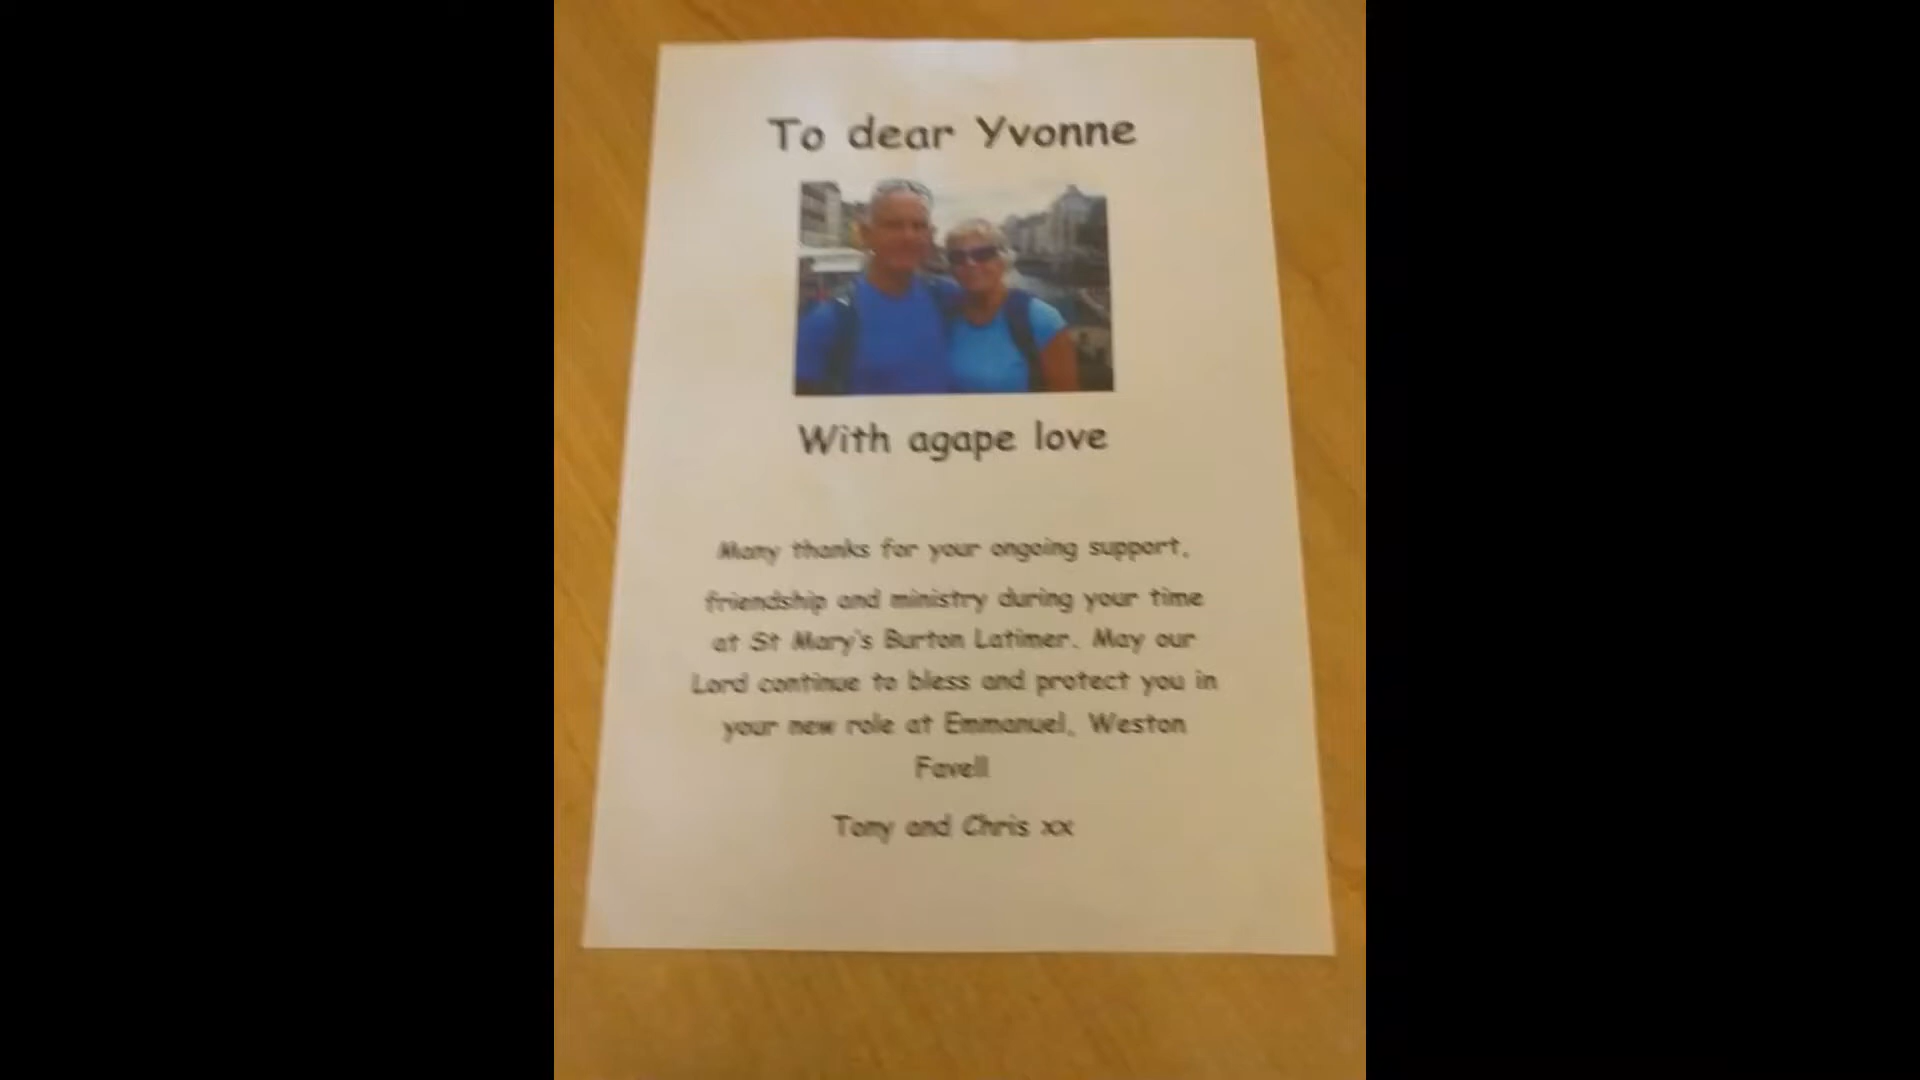 To dear Yvonne
With agape love
Many thanks for your ongoing support,
friendship and ministry during your time
at St Mary's Burton Latimer. May our
Lord continue to bless and protect you in
your new role at Emmanuel, Weston
Favell
Tony and Chris xx